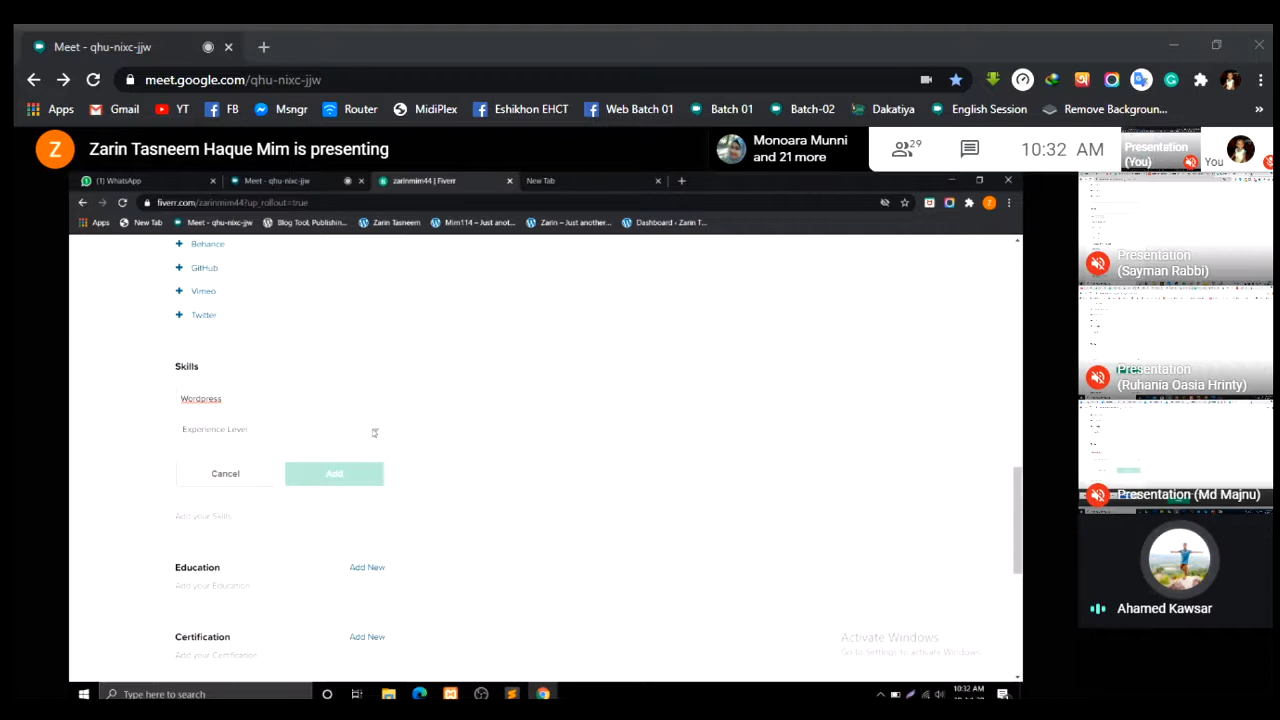 Meet - qhu-nixc-jjw
meet.google.com/qhu-nixc-jjw
Apps Gmail YT FB Msngr Router MidiPlex Eshikhon EHCT Web Batch 01 Batch 01 Batch-02 Dakatiya English Session Remove Backgroun... »
Z Zarin Tasneem Haque Mim is presenting
Monoara Munni
and 21 more
29
10:32 AM
Presentation
(You)
You
(1) WhatsApp Meet - qhu-nixc-jjw zarinmim44 | Fiverr New Tab
fiverr.com/zarinmim44?up_rollout=true
Apps New Tab Meet - qhu-nixc-jjw Blog Tool, Publishin... Zarin Tasneem Mim114 – Just anot... Zarin – Just another... Dashboard ‹ Zarin T...
Behance
GitHub
Vimeo
Twitter
Skills
Wordpress
Experience Level
Cancel Add
Add your Skills
Education Add New
Add your Education
Certification Add New
Add your Certification
Activate Windows
Go to Settings to activate Windows.
Type here to search
10:32 AM
Presentation
(Sayman Rabbi)
Presentation
(Ruhania Oasia Hrinty)
Presentation (Md Majnu)
Ahamed Kawsar